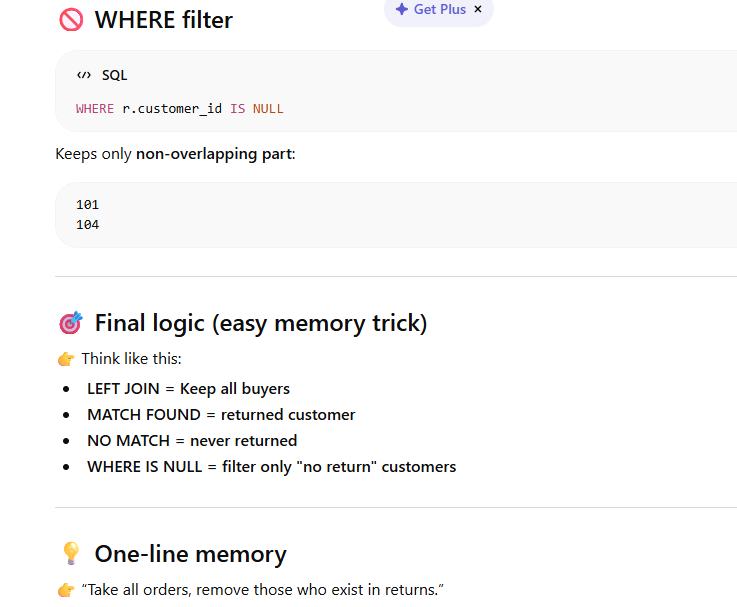 WHERE filter
Get Plus ×
SQL
WHERE r.customer_id IS NULL
Keeps only non-overlapping part:
101
104
Final logic (easy memory trick)
Think like this:
LEFT JOIN = Keep all buyers
MATCH FOUND = returned customer
NO MATCH = never returned
WHERE IS NULL = filter only "no return" customers
One-line memory
“Take all orders, remove those who exist in returns.”